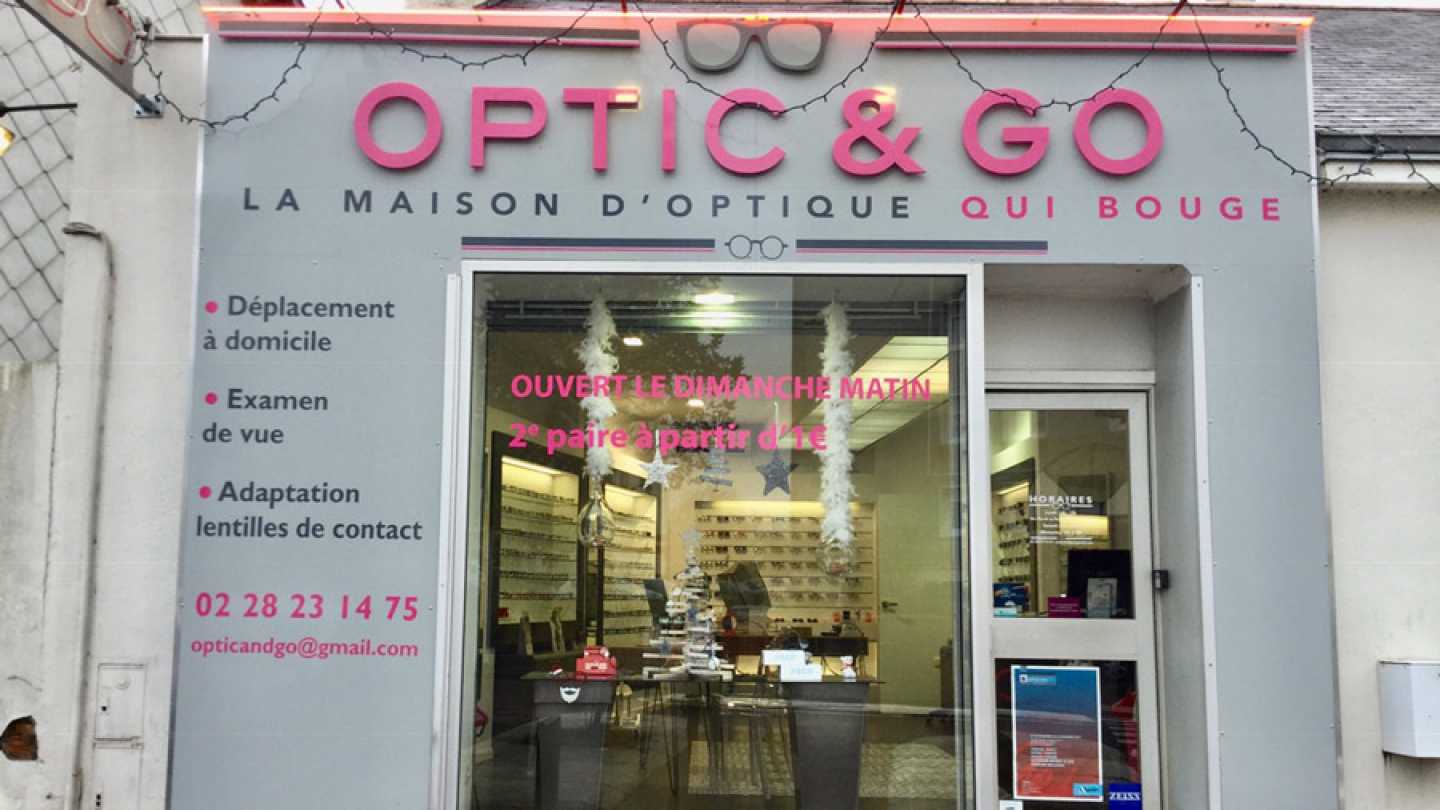 OPTIC & GO
LA MAISON D'OPTIQUE QUI BOUGE
• Déplacement
à domicile
• Examen
de vue
• Adaptation
lentilles de contact
02 28 23 14 75
opticandgo@gmail.com
OUVERT LE DIMANCHE MATIN
2e paire à partir d'1€
HORAIRES
ZEISS